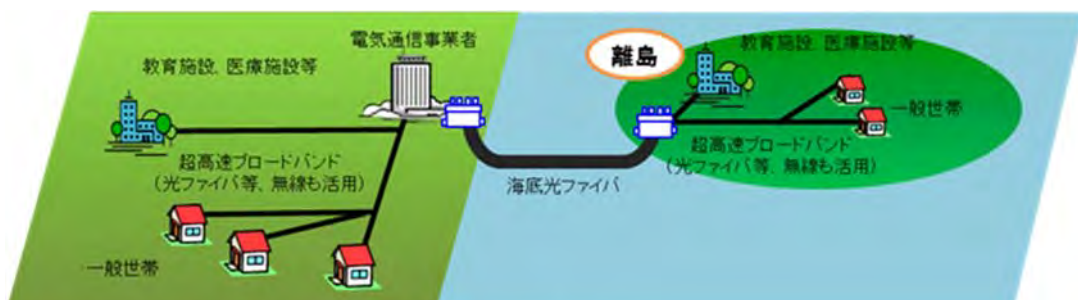 電気通信事業者
教育施設、医療施設等
超高速ブロードバンド
(光ファイバ等、無線も活用)
一般世帯
海底光ファイバ
離島
教育施設、医療施設等
一般世帯
超高速ブロードバンド
(光ファイバ等、無線も活用)